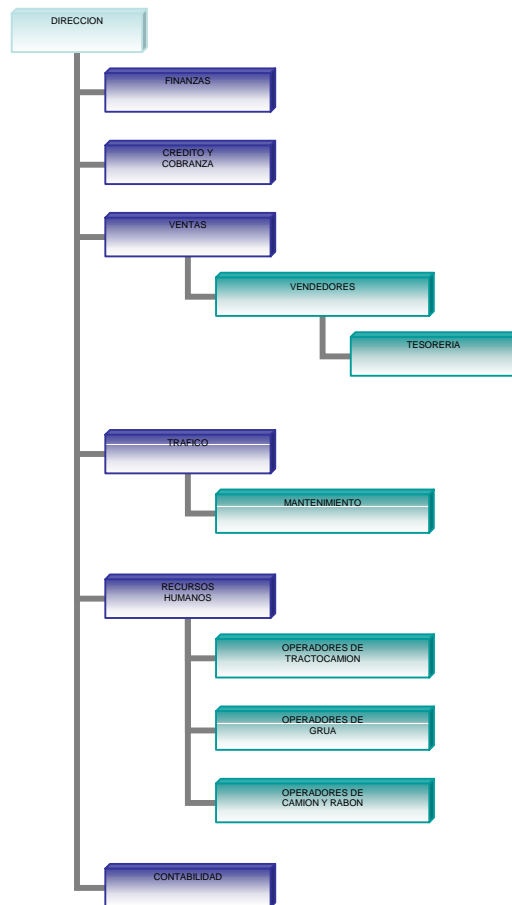 DIRECCION
FINANZAS
CREDITO Y
COBRANZA
VENTAS
VENDEDORES
TESORERIA
TRAFICO
MANTENIMIENTO
RECURSOS
HUMANOS
OPERADORES DE
TRACTOCAMION
OPERADORES DE
GRUA
OPERADORES DE
CAMION Y RABON
CONTABILIDAD